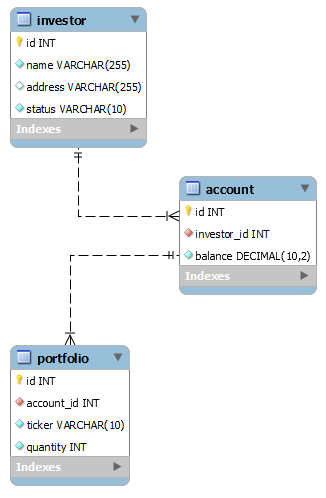 investor
id INT
name VARCHAR(255)
address VARCHAR(255)
status VARCHAR(10)
Indexes
account
id INT
investor_id INT
balance DECIMAL(10,2)
Indexes
portfolio
id INT
account_id INT
ticker VARCHAR(10)
quantity INT
Indexes